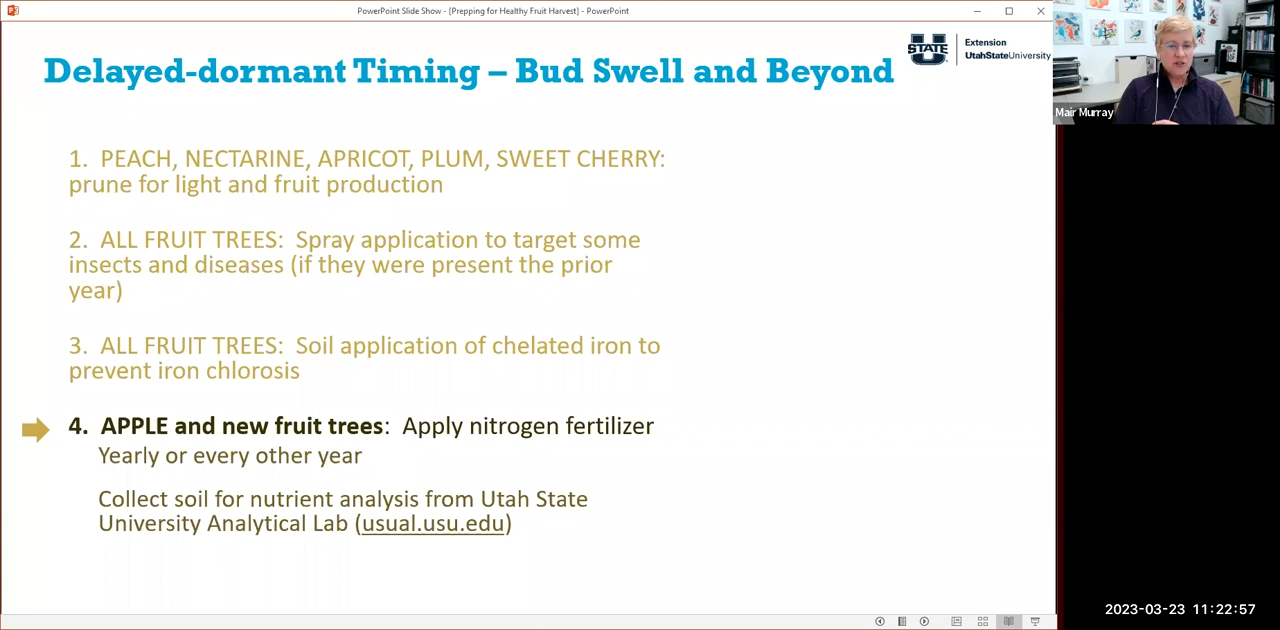 PowerPoint Slide Show - [Prepping for Healthy Fruit Harvest] - PowerPoint
Delayed-dormant Timing – Bud Swell and Beyond
U
STATE
Extension
UtahStateUniversity
Mair Murray
1. PEACH, NECTARINE, APRICOT, PLUM, SWEET CHERRY:
prune for light and fruit production
2. ALL FRUIT TREES: Spray application to target some
insects and diseases (if they were present the prior
year)
3. ALL FRUIT TREES: Soil application of chelated iron to
prevent iron chlorosis
4. APPLE and new fruit trees: Apply nitrogen fertilizer
Yearly or every other year
Collect soil for nutrient analysis from Utah State
University Analytical Lab (usual.usu.edu)
2023-03-23 11:22:57